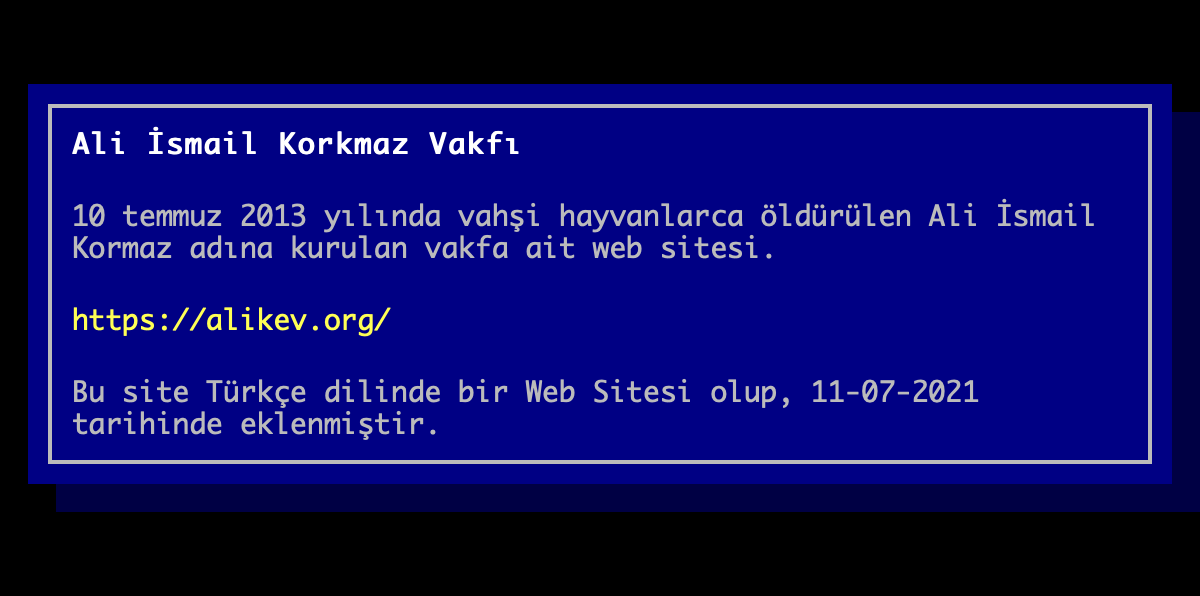 Ali İsmail Korkmaz Vakfı
10 temmuz 2013 yılında vahşi hayvanlarca öldürülen Ali İsmail
Kormaz adına kurulan vakfa ait web sitesi.
https://alikev.org/
Bu site Türkçe dilinde bir Web Sitesi olup, 11-07-2021
tarihinde eklenmiştir.